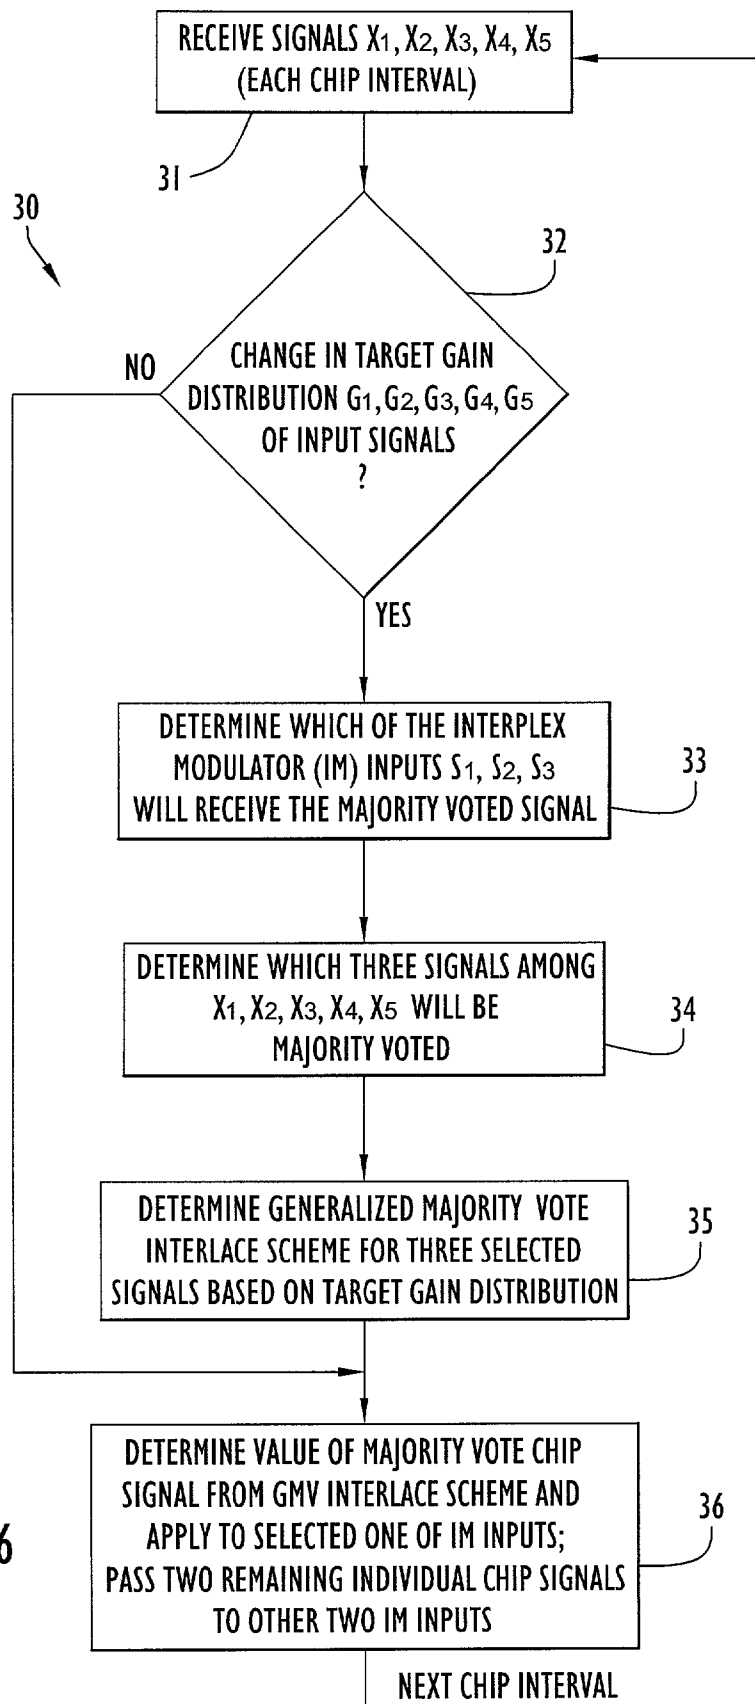 RECEIVE SIGNALS X1, X2, X3, X4, X5
(EACH CHIP INTERVAL)
31
30
32
NO
CHANGE IN TARGET GAIN
DISTRIBUTION G1, G2, G3, G4, G5
OF INPUT SIGNALS
?
YES
DETERMINE WHICH OF THE INTERPLEX
MODULATOR (IM) INPUTS S1, S2, S3
WILL RECEIVE THE MAJORITY VOTED SIGNAL
33
DETERMINE WHICH THREE SIGNALS AMONG
X1, X2, X3, X4, X5 WILL BE
MAJORITY VOTED
34
DETERMINE GENERALIZED MAJORITY VOTE
INTERLACE SCHEME FOR THREE SELECTED
SIGNALS BASED ON TARGET GAIN DISTRIBUTION
35
DETERMINE VALUE OF MAJORITY VOTE CHIP
SIGNAL FROM GMV INTERLACE SCHEME AND
APPLY TO SELECTED ONE OF IM INPUTS;
PASS TWO REMAINING INDIVIDUAL CHIP SIGNALS
TO OTHER TWO IM INPUTS
36
6
NEXT CHIP INTERVAL